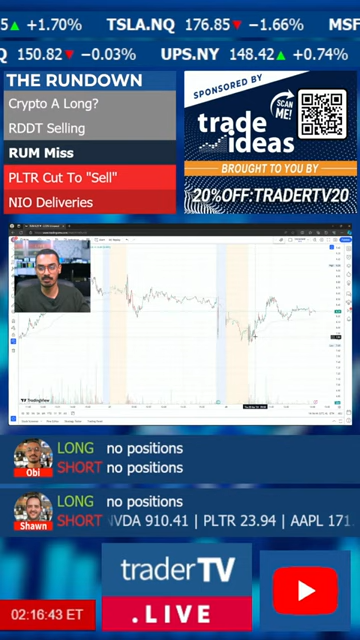 5▲ +1.70% TSLA.NQ 176.85▼ −1.66% MSF
Q 150.82▼ −0.03% UPS.NY 148.42▲ +0.74%
THE RUNDOWN
Crypto A Long?
RDDT Selling
RUM Miss
PLTR Cut To "Sell"
NIO Deliveries
SPONSORED BY
SCAN ME!
trade ideas
BROUGHT TO YOU BY
20%OFF:TRADERTV20
TradingView
Obi
LONG no positions
SHORT no positions
Shawn
LONG no positions
SHORT NVDA 910.41 | PLTR 23.94 | AAPL 171.
02:16:43 ET
traderTV
.LIVE